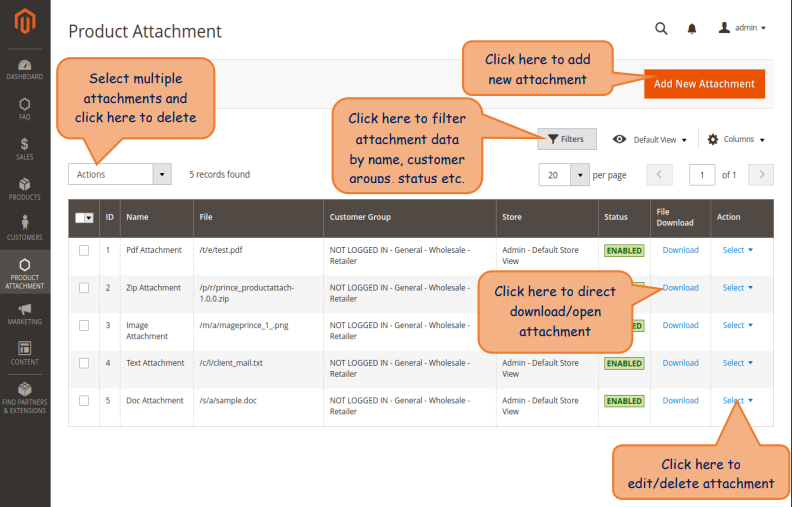 Product Attachment
admin
DASHBOARD
FAQ
SALES
PRODUCTS
CUSTOMERS
PRODUCT
ATTACHMENT
MARKETING
CONTENT
FIND PARTNERS
& EXTENSIONS
Select multiple
attachments and
click here to delete
Click here to add
new attachment
Add New Attachment
Click here to filter
attachment data
by name, customer
groups, status etc.
Filters
Default View
Columns
Actions
5 records found
20
per page
1
of 1
ID Name File Customer Group Store Status File Download Action
1 Pdf Attachment /t/e/test.pdf NOT LOGGED IN - General - Wholesale - Retailer Admin - Default Store View ENABLED Download Select
2 Zip Attachment /p/r/prince_productattach-1.0.0.zip NOT LOGGED IN - General - Wholesale - Retailer Download Select
3 Image Attachment /m/a/mageprince_1_.png NOT LOGGED IN - General - Wholesale - Retailer Download Select
4 Text Attachment /c/l/client_mail.txt NOT LOGGED IN - General - Wholesale - Retailer Admin - Default Store View ENABLED Download Select
5 Doc Attachment /s/a/sample.doc NOT LOGGED IN - General - Wholesale - Retailer Admin - Default Store View ENABLED Download Select
Click here to direct
download/open
attachment
Click here to
edit/delete attachment